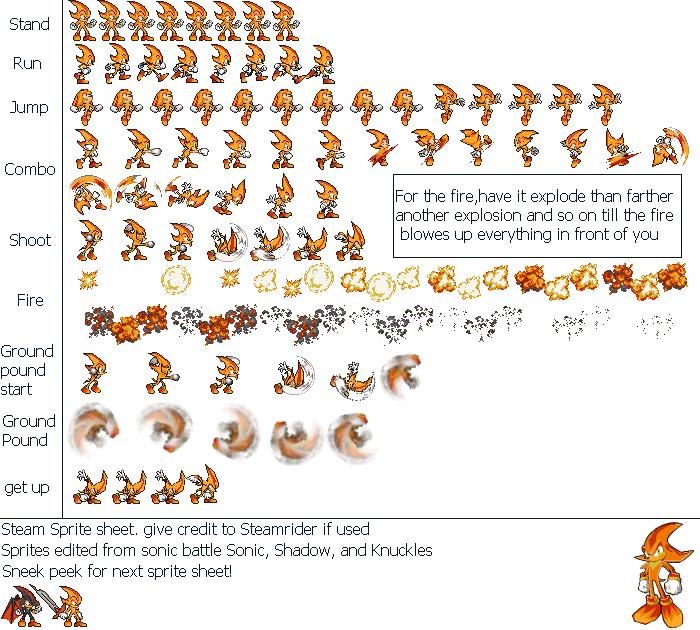 Stand
Run
Jump
Combo
For the fire,have it explode than farther
another explosion and so on till the fire
blowes up everything in front of you
Shoot
Fire
Ground
pound
start
Ground
Pound
get up
Steam Sprite sheet. give credit to Steamrider if used
Sprites edited from sonic battle Sonic, Shadow, and Knuckles
Sneek peek for next sprite sheet!